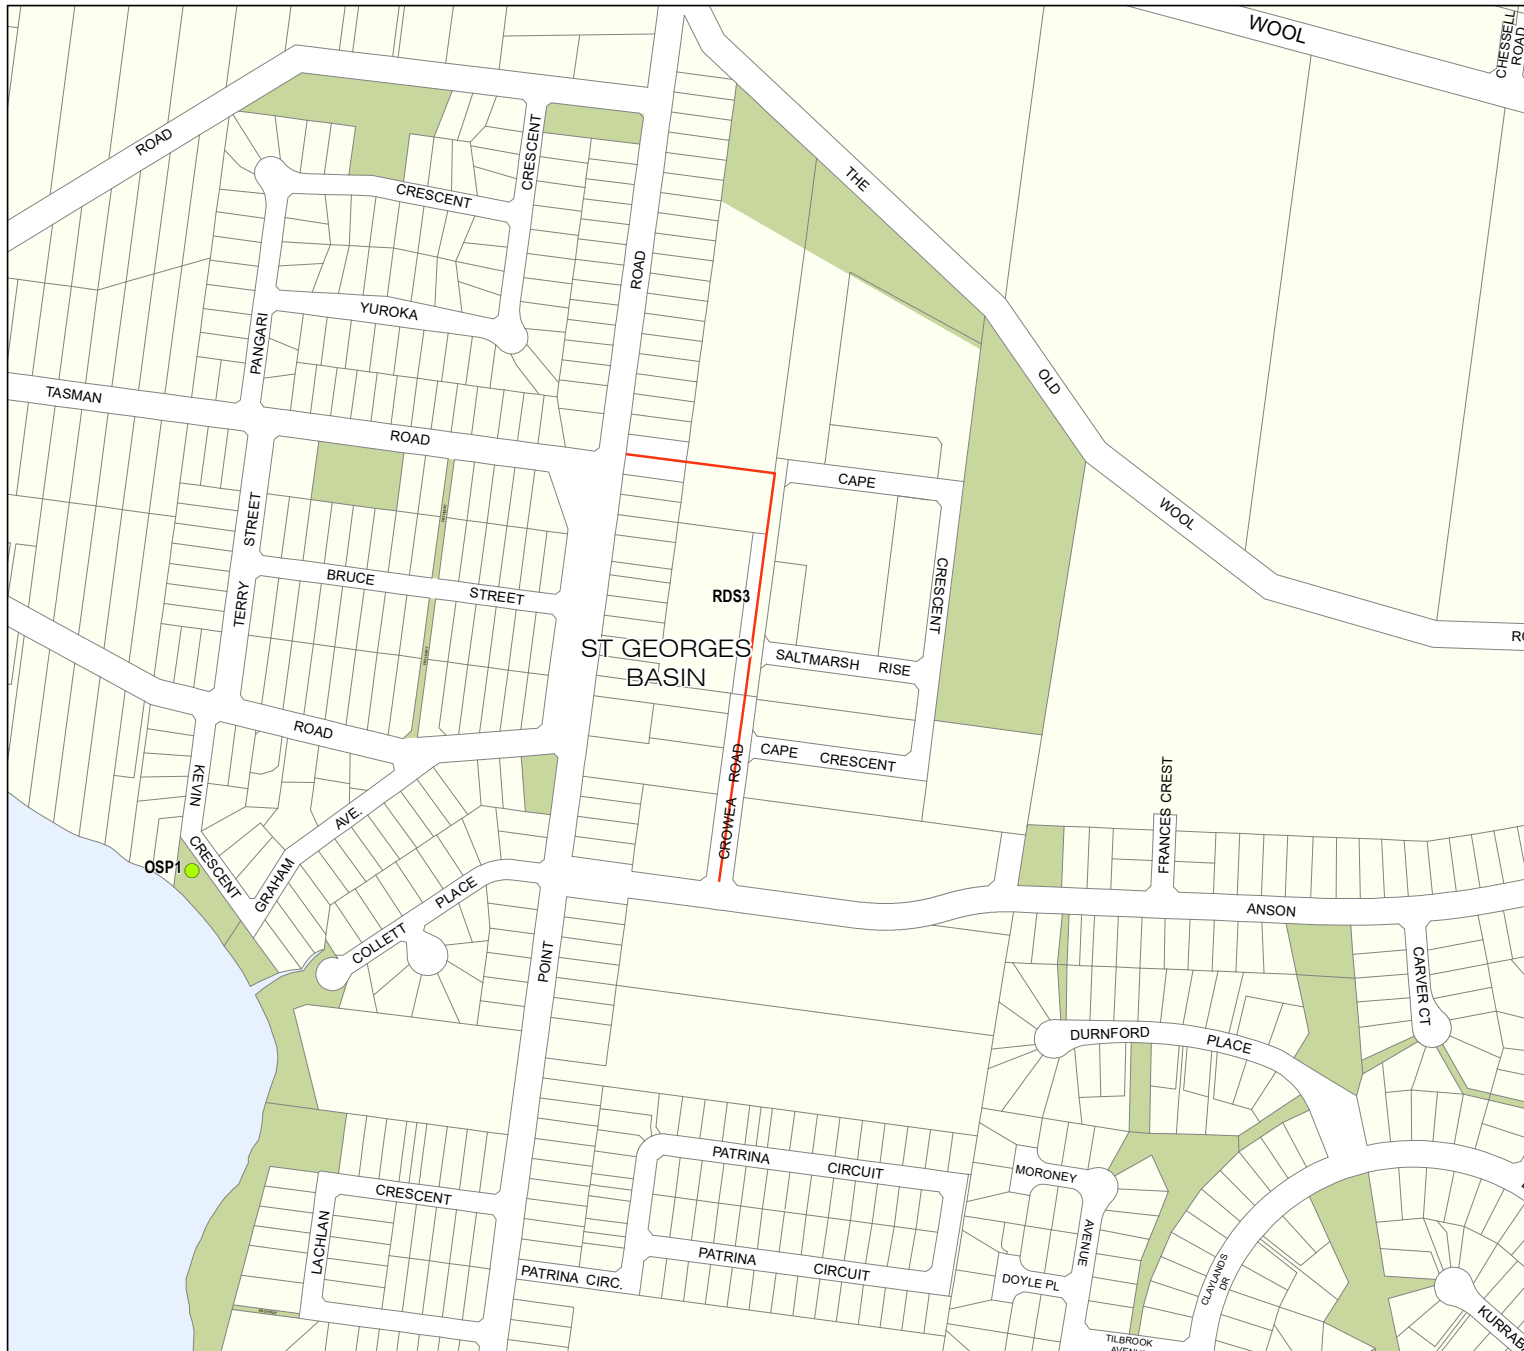 WOOL
CHESSELL
ROAD
ROAD
CRESCENT
CRESCENT
THE
ROAD
YUROKA
PANGARI
TASMAN
ROAD
OLD
CAPE
WOOL
STREET
BRUCE
STREET
TERRY
CRESCENT
RDS3
ST GEORGES
BASIN
SALTMARSH RISE
ROAD
CAPE CRESCENT
CROWEA ROAD
KEVIN
CRESCENT
AVE.
GRAHAM
OSP1
FRANCES CREST
PLACE
COLLETT
ANSON
POINT
CARVER CT
DURNFORD
PLACE
PATRINA
CIRCUIT
MORONEY
CRESCENT
LACHLAN
AVENUE
PATRINA
CIRCUIT
PATRINA CIRC.
DOYLE PL
CLAYLANDS
DR
TILBROOK